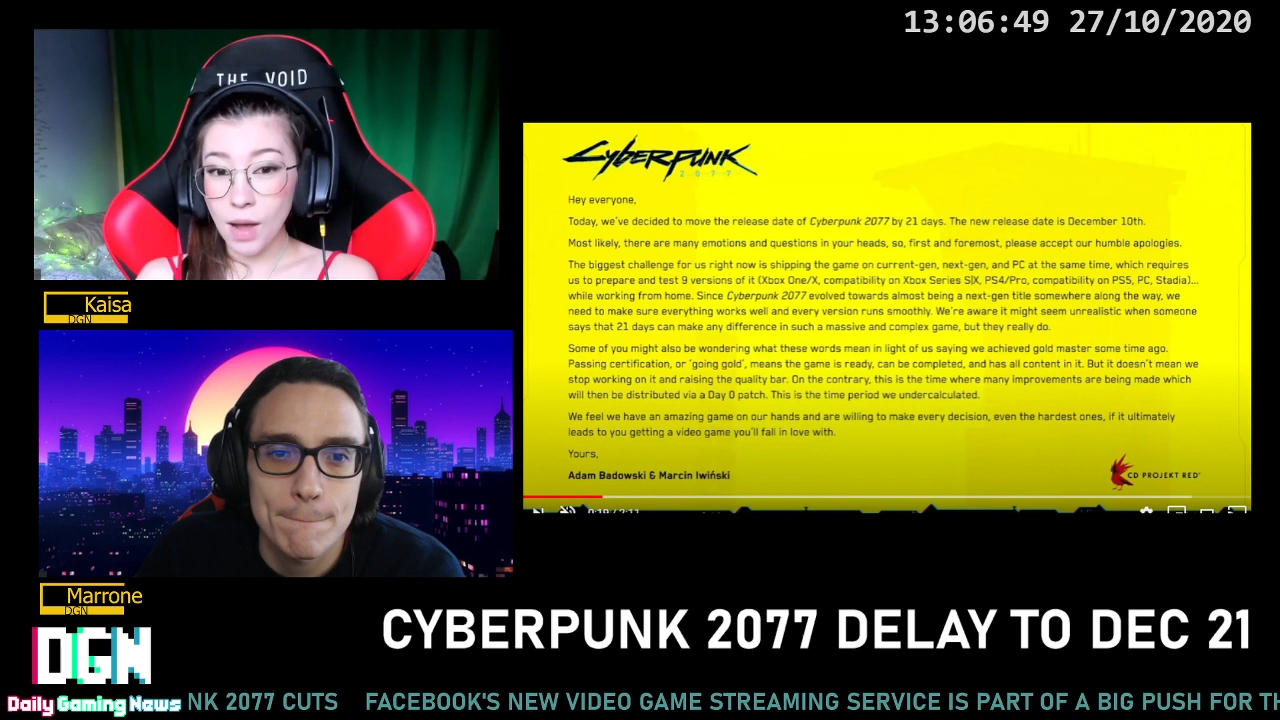 13:06:49 27/10/2020
THE VOID
CYBERPUNK
2077
Hey everyone,
Today, we've decided to move the release date of Cyberpunk 2077 by 21 days. The new release date is December 10th.
Most likely, there are many emotions and questions in your heads, so, first and foremost, please accept our humble apologies.
The biggest challenge for us right now is shipping the game on current-gen, next-gen, and PC at the same time, which requires
us to prepare and test 9 versions of it (Xbox One/X, compatibility on Xbox Series S|X, PS4/Pro, compatibility on PS5, PC, Stadia)...
while working from home. Since Cyberpunk 2077 evolved towards almost being a next-gen title somewhere along the way, we
need to make sure everything works well and every version runs smoothly. We're aware it might seem unrealistic when someone
says that 21 days can make any difference in such a massive and complex game, but they really do.
Some of you might also be wondering what these words mean in light of us saying we achieved gold master some time ago.
Passing certification, or 'going gold', means the game is ready, can be completed, and has all content in it. But it doesn't mean we
stop working on it and raising the quality bar. On the contrary, this is the time where many improvements are being made which
will then be distributed via a Day 0 patch. This is the time period we undercalculated.
We feel we have an amazing game on our hands and are willing to make every decision, even the hardest ones, if it ultimately
leads to you getting a video game you'll fall in love with.
Yours,
Adam Badowski & Marcin Iwiński
CD PROJEKT RED
0:19 / 2:11
Kaisa
DGN
Marrone
DGN
CYBERPUNK 2077 DELAY TO DEC 21
DGN
Daily Gaming News
NK 2077 CUTS FACEBOOK'S NEW VIDEO GAME STREAMING SERVICE IS PART OF A BIG PUSH FOR TH